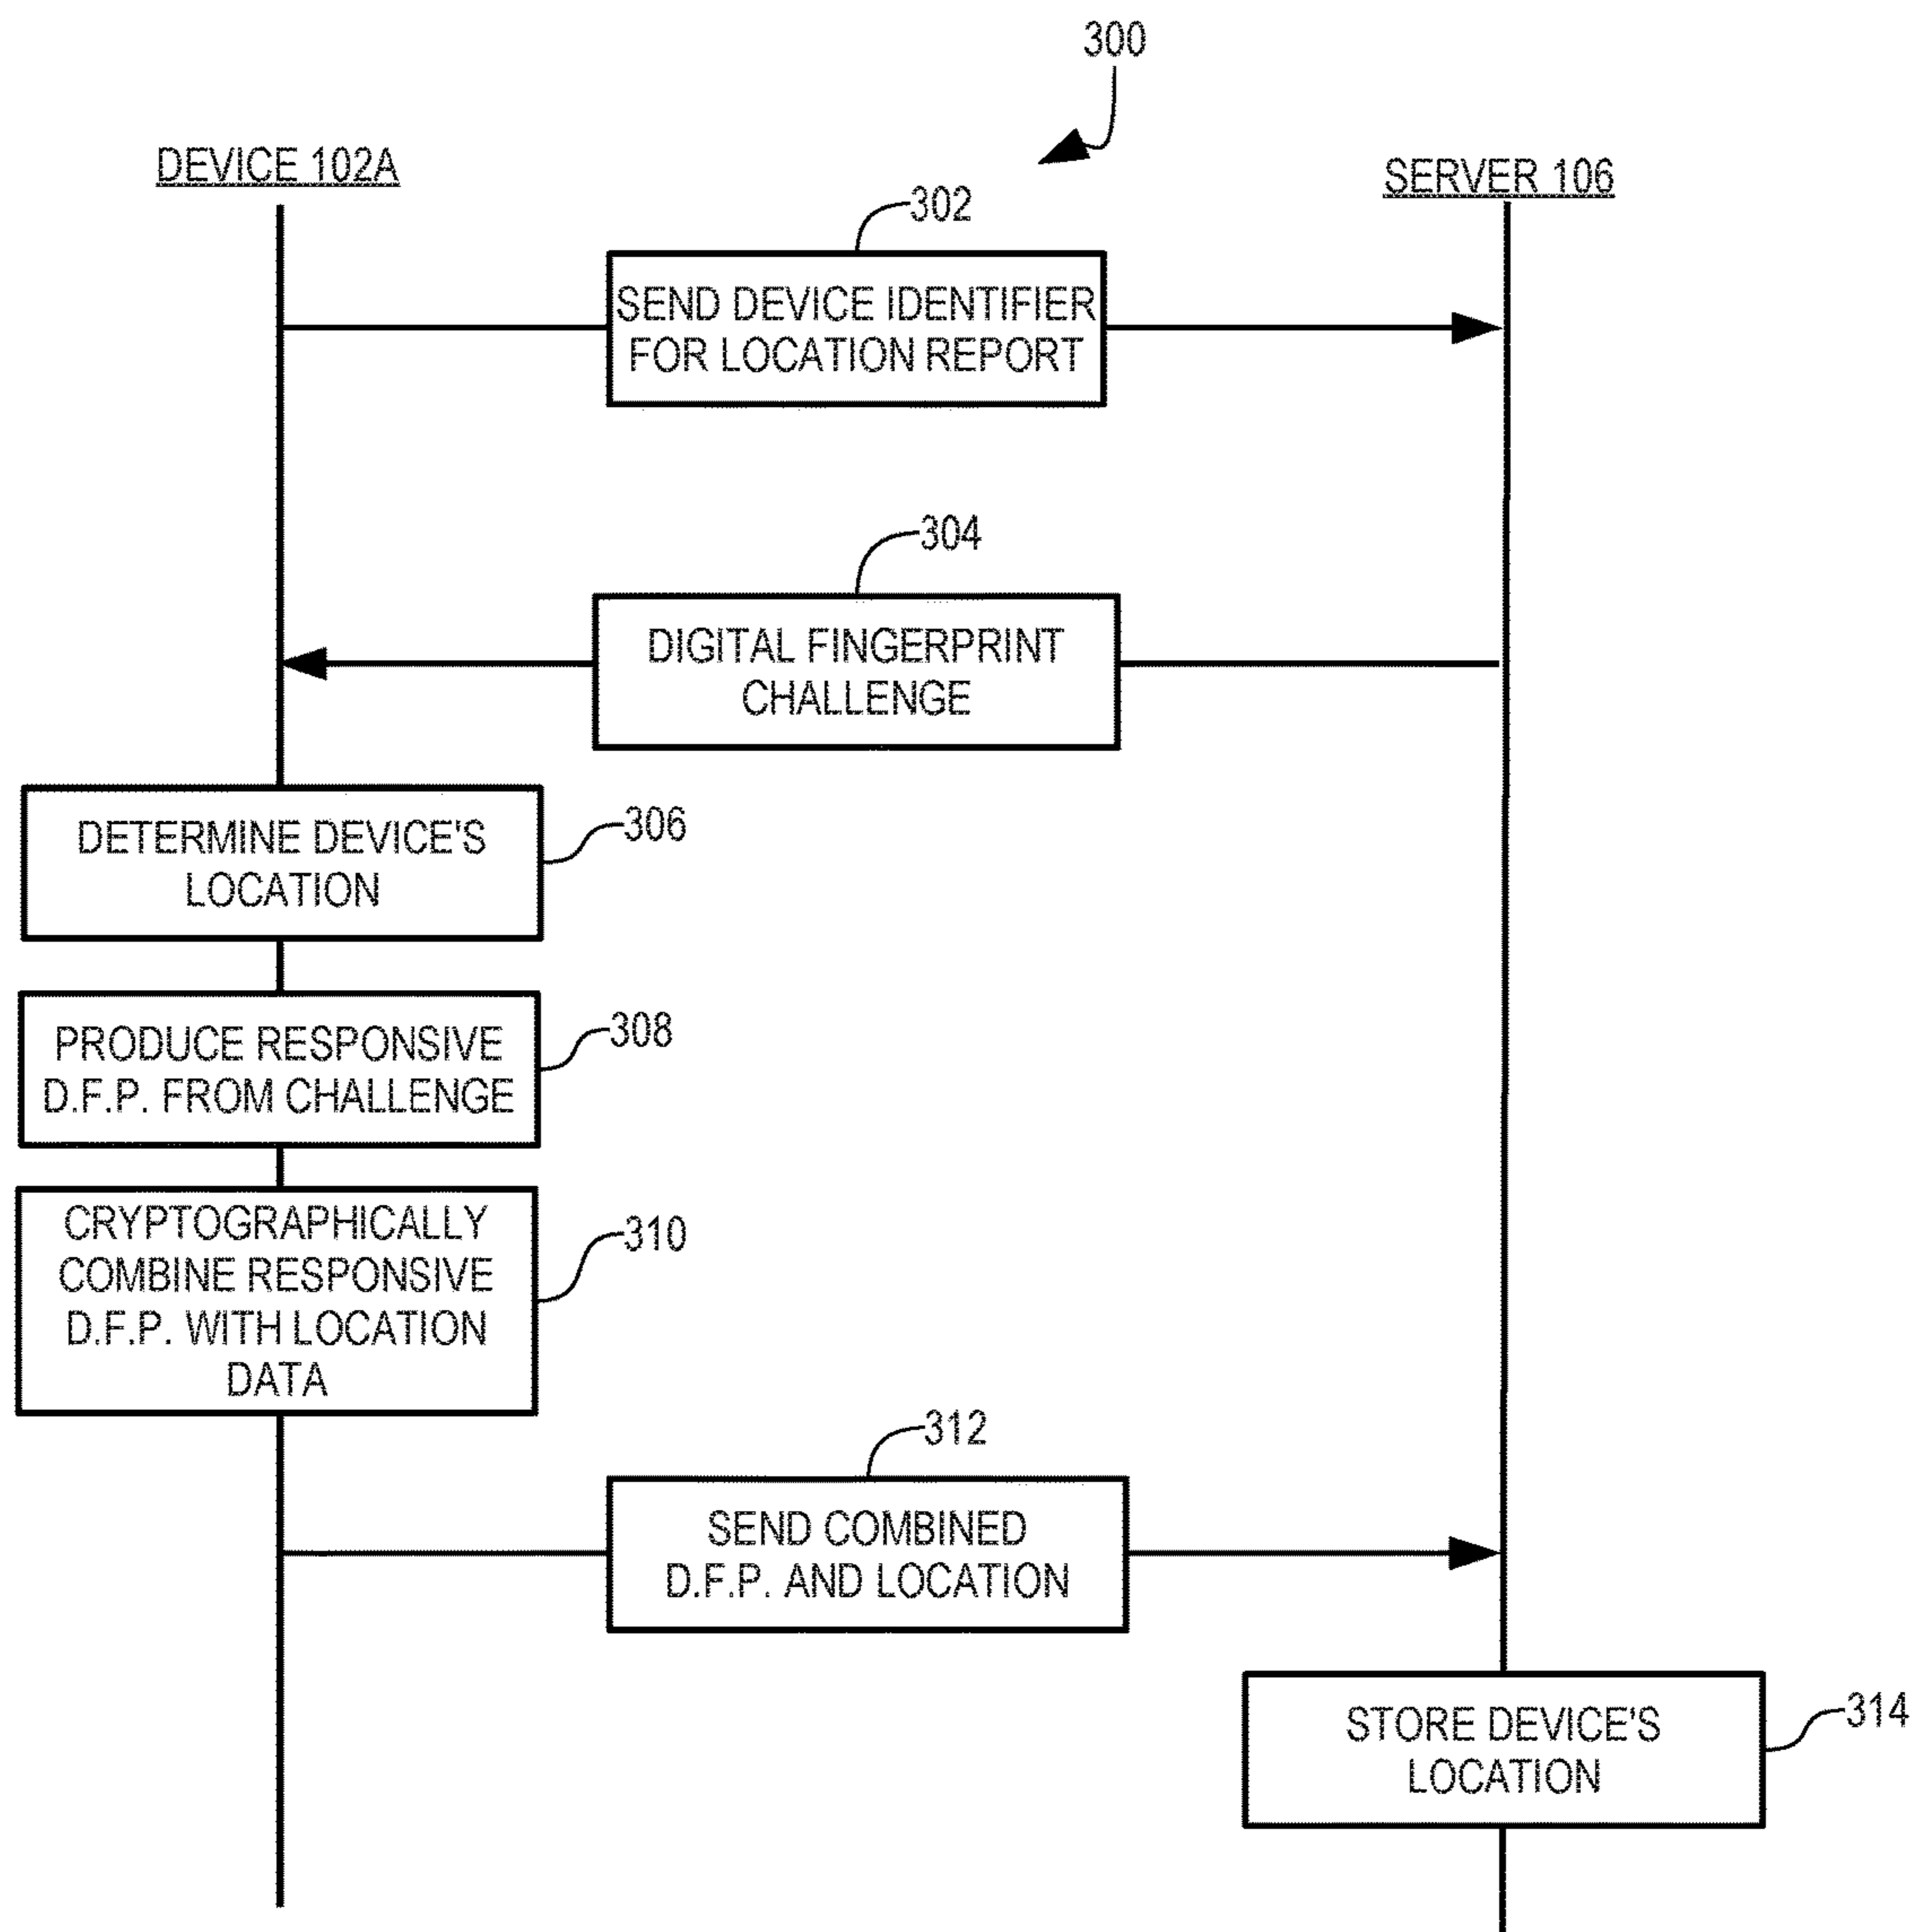 300
DEVICE 102A
SERVER 106
302
SEND DEVICE IDENTIFIER
FOR LOCATION REPORT
304
DIGITAL FINGERPRINT
CHALLENGE
306
DETERMINE DEVICE'S
LOCATION
308
PRODUCE RESPONSIVE
D.F.P. FROM CHALLENGE
310
CRYPTOGRAPHICALLY
COMBINE RESPONSIVE
D.F.P. WITH LOCATION
DATA
312
SEND COMBINED
D.F.P. AND LOCATION
314
STORE DEVICE'S
LOCATION